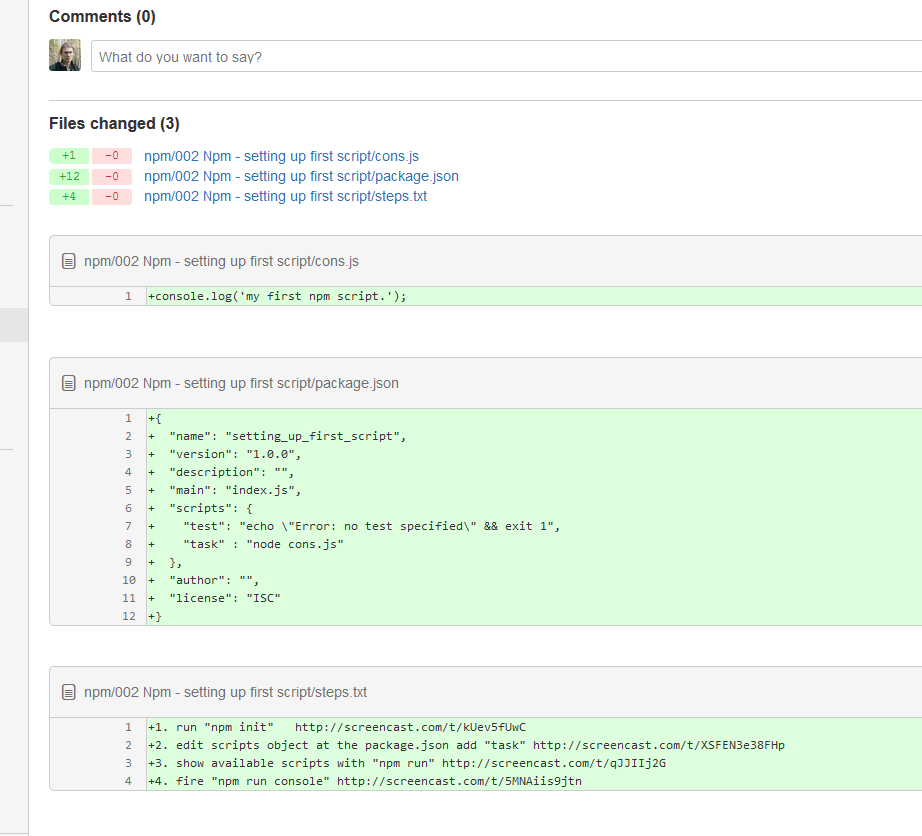 Comments (0)
What do you want to say?
Files changed (3)
+1 -0 npm/002 Npm - setting up first script/cons.js
+12 -0 npm/002 Npm - setting up first script/package.json
+4 -0 npm/002 Npm - setting up first script/steps.txt
npm/002 Npm - setting up first script/cons.js
1 +console.log('my first npm script.');
npm/002 Npm - setting up first script/package.json
1 +{
2 +  "name": "setting_up_first_script",
3 +  "version": "1.0.0",
4 +  "description": "",
5 +  "main": "index.js",
6 +  "scripts": {
7 +    "test": "echo \"Error: no test specified\" && exit 1",
8 +    "task" : "node cons.js"
9 +  },
10 +  "author": "",
11 +  "license": "ISC"
12 +}
npm/002 Npm - setting up first script/steps.txt
1 +1. run "npm init"   http://screencast.com/t/kUev5fUwC
2 +2. edit scripts object at the package.json add "task" http://screencast.com/t/XSFEN3e38FHp
3 +3. show available scripts with "npm run" http://screencast.com/t/qJJIIj2G
4 +4. fire "npm run console" http://screencast.com/t/5MNAiis9jtn